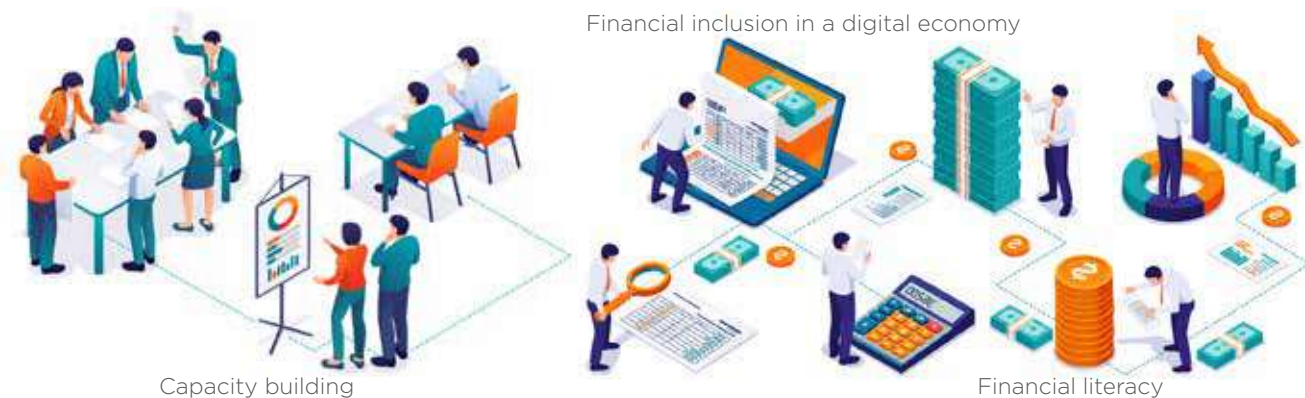 Financial inclusion in a digital economy
Capacity building
Financial literacy